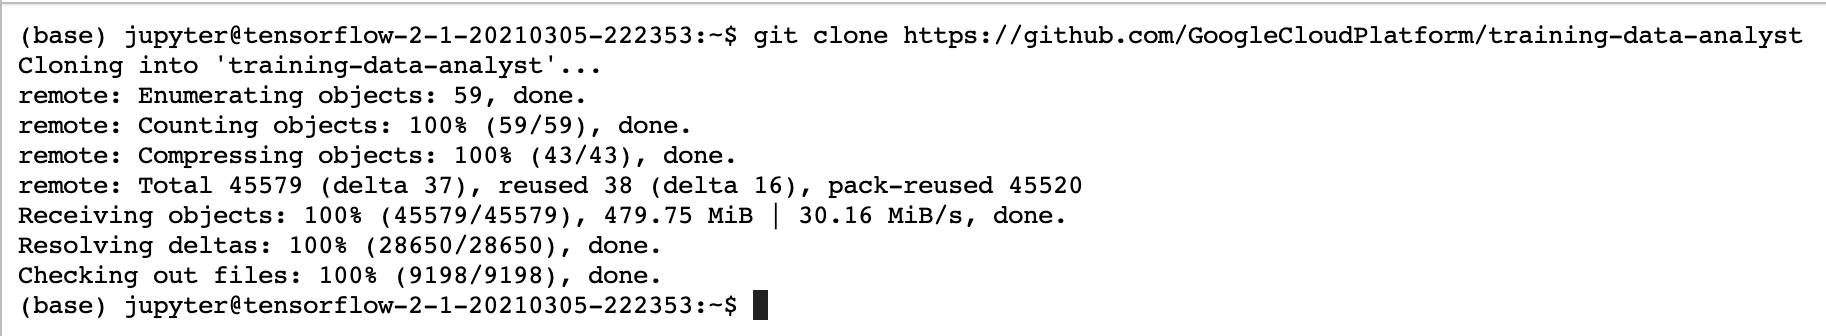 (base) jupyter@tensorflow-2-1-20210305-222353:~$ git clone https://github.com/GoogleCloudPlatform/training-data-analyst
Cloning into 'training-data-analyst'...
remote: Enumerating objects: 59, done.
remote: Counting objects: 100% (59/59), done.
remote: Compressing objects: 100% (43/43), done.
remote: Total 45579 (delta 37), reused 38 (delta 16), pack-reused 45520
Receiving objects: 100% (45579/45579), 479.75 MiB | 30.16 MiB/s, done.
Resolving deltas: 100% (28650/28650), done.
Checking out files: 100% (9198/9198), done.
(base) jupyter@tensorflow-2-1-20210305-222353:~$